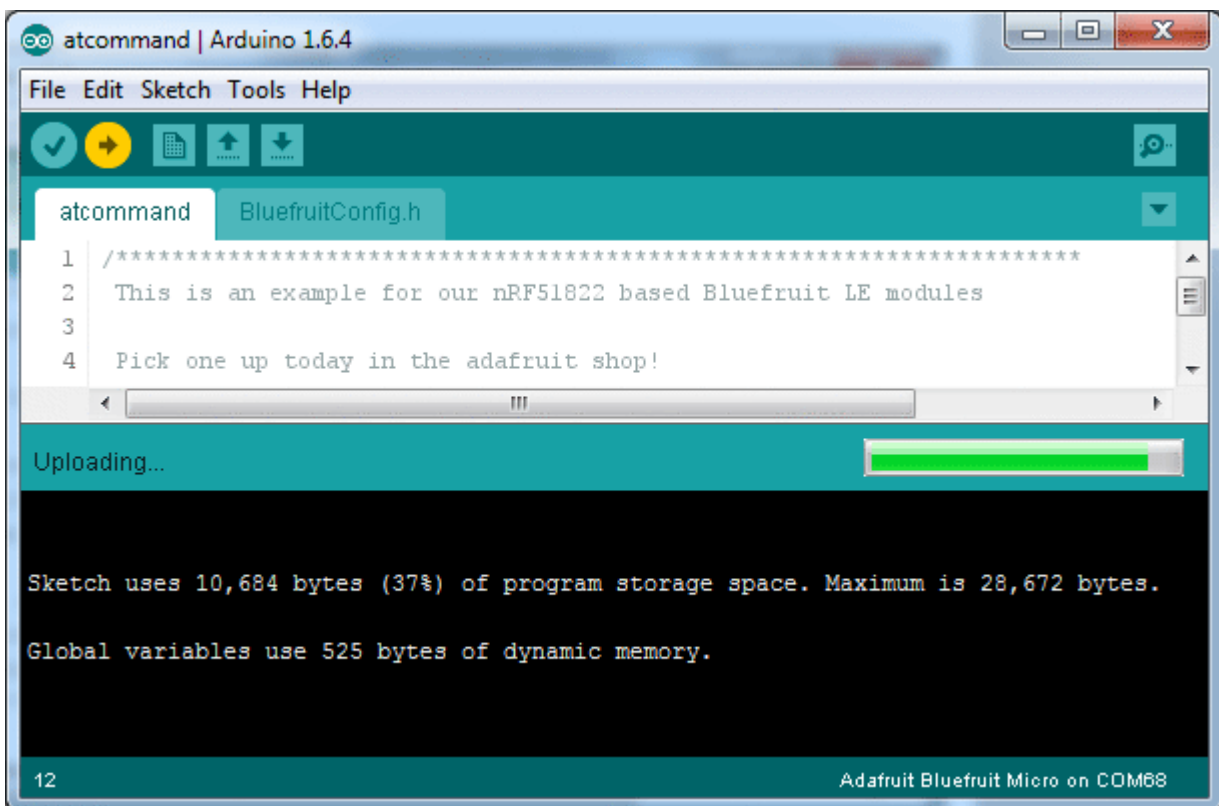 atcommand | Arduino 1.6.4
File Edit Sketch Tools Help
atcommand BluefruitConfig.h
1 /*********************************************************************
2 This is an example for our nRF51822 based Bluefruit LE modules
3
4 Pick one up today in the adafruit shop!
Uploading...
Sketch uses 10,684 bytes (37%) of program storage space. Maximum is 28,672 bytes.
Global variables use 525 bytes of dynamic memory.
12 Adafruit Bluefruit Micro on COM68